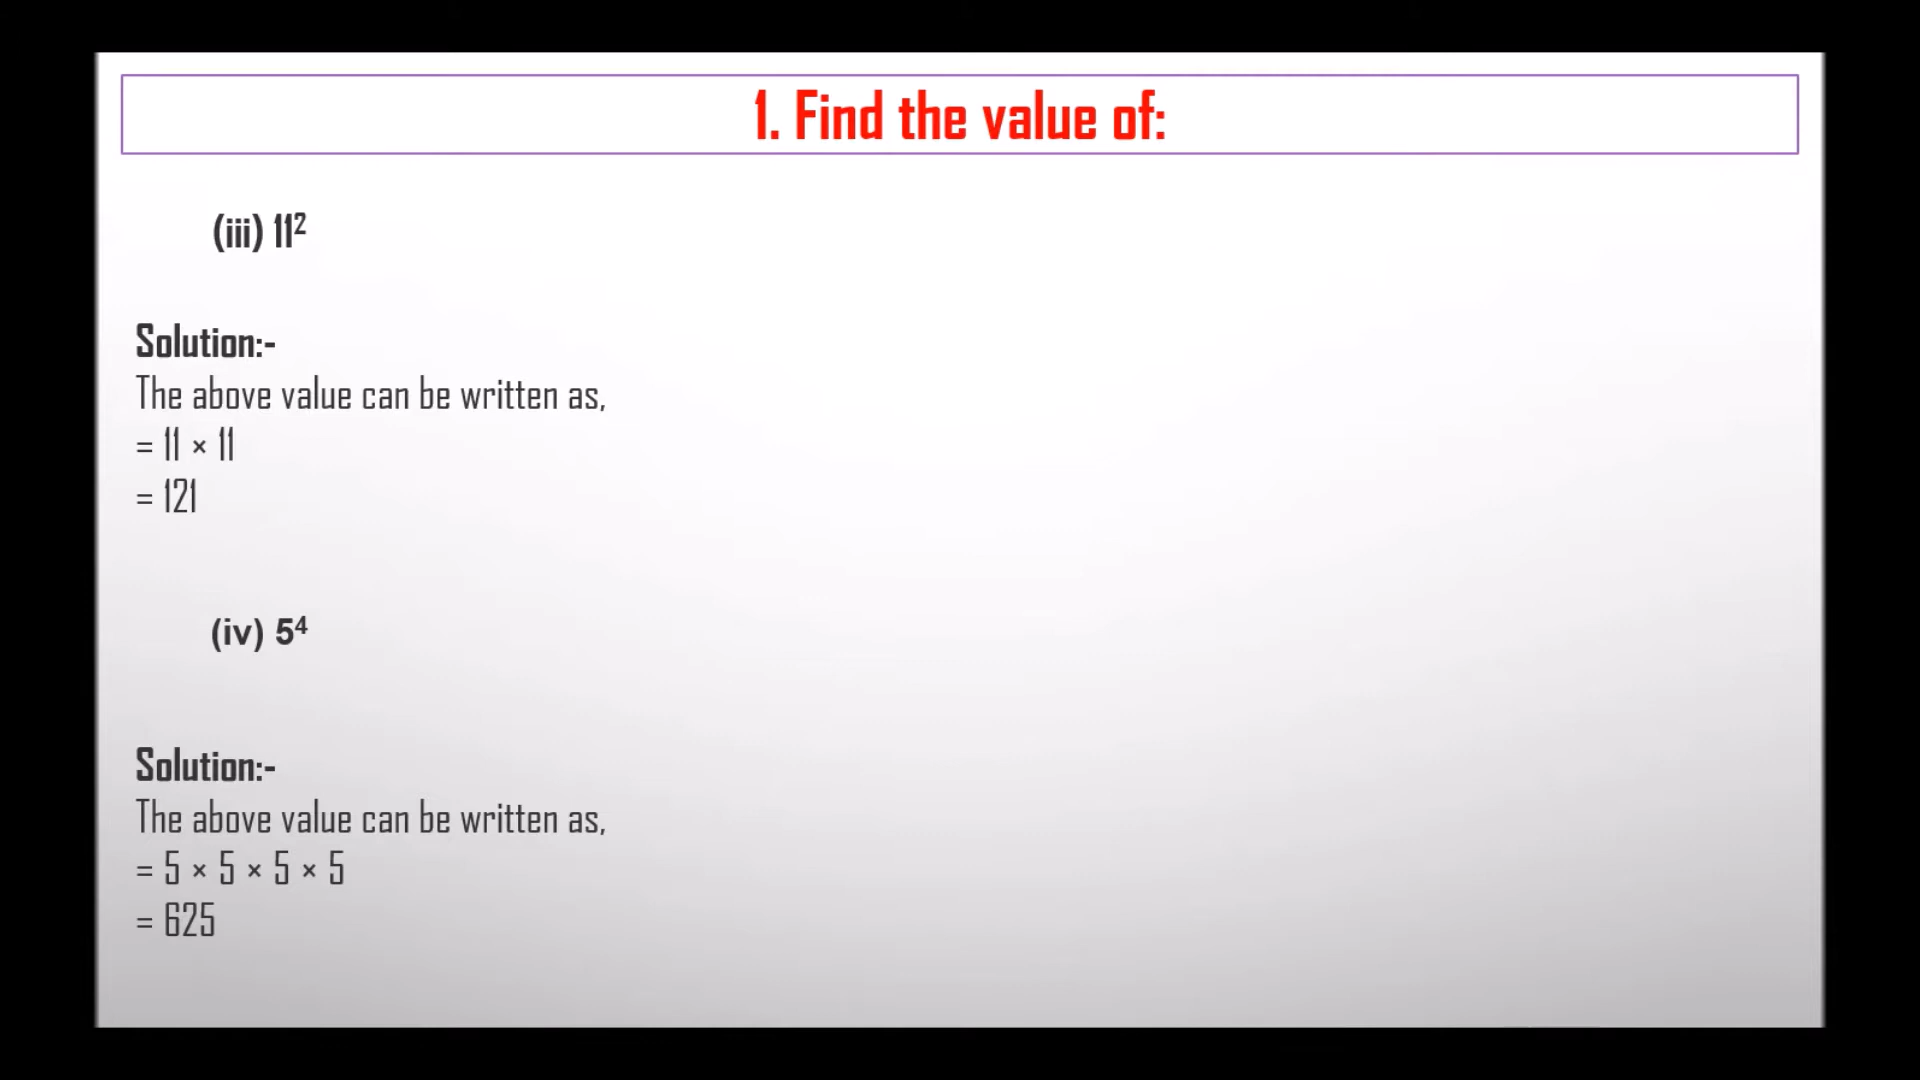 1. Find the value of:
(iii) 11²
Solution:-
The above value can be written as,
= 11 × 11
= 121
(iv) 5⁴
Solution:-
The above value can be written as,
= 5 × 5 × 5 × 5
= 625